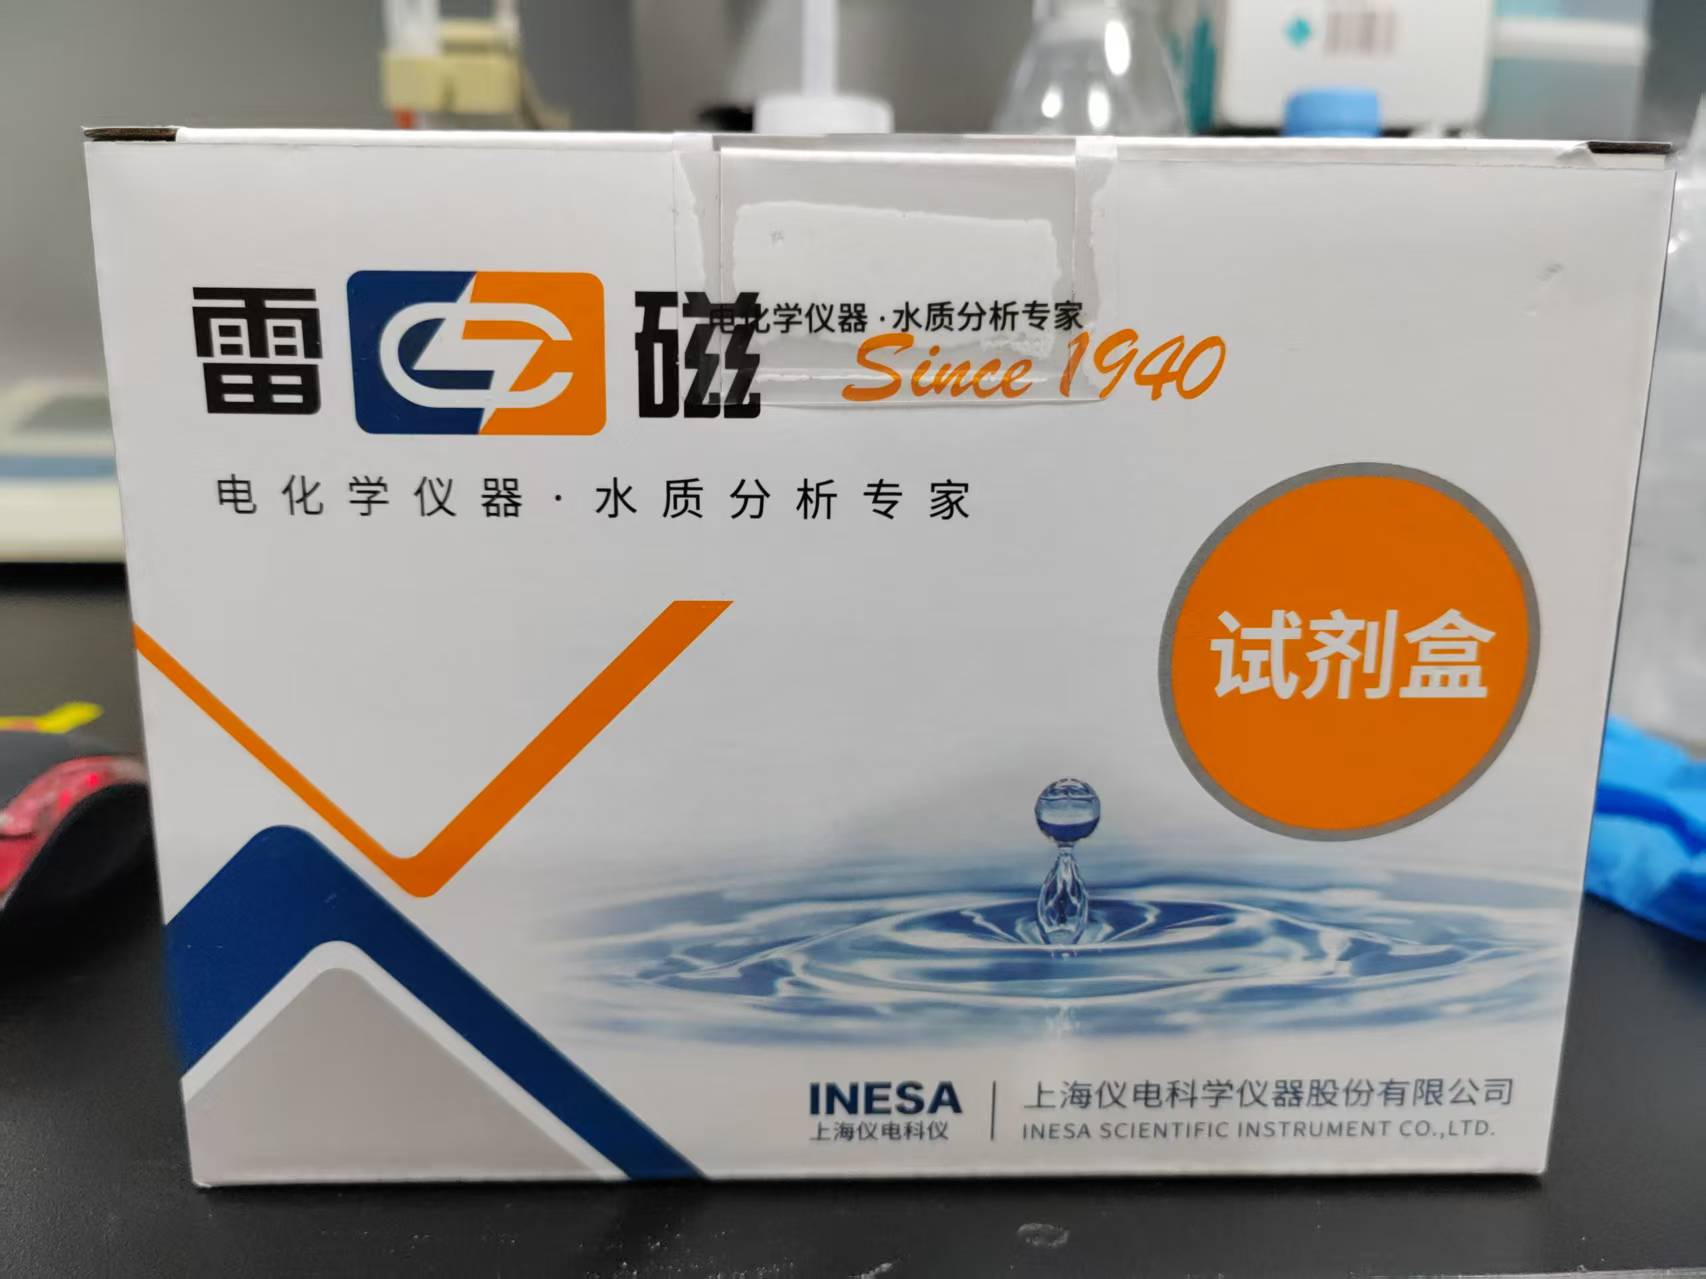 雷磁
电化学仪器·水质分析专家
Since 1940
电化学仪器·水质分析专家
试剂盒
INESA
上海仪电科仪
上海仪电科学仪器股份有限公司
INESA SCIENTIFIC INSTRUMENT CO.,LTD.